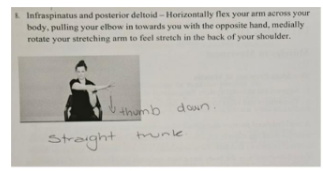 8. Infraspinatus and posterior deltoid – Horizontally flex your arm across your
body, pulling your elbow in towards you with the opposite hand, medially
rotate your stretching arm to feel stretch in the back of your shoulder.
↓ thumb down.
Straight trunk